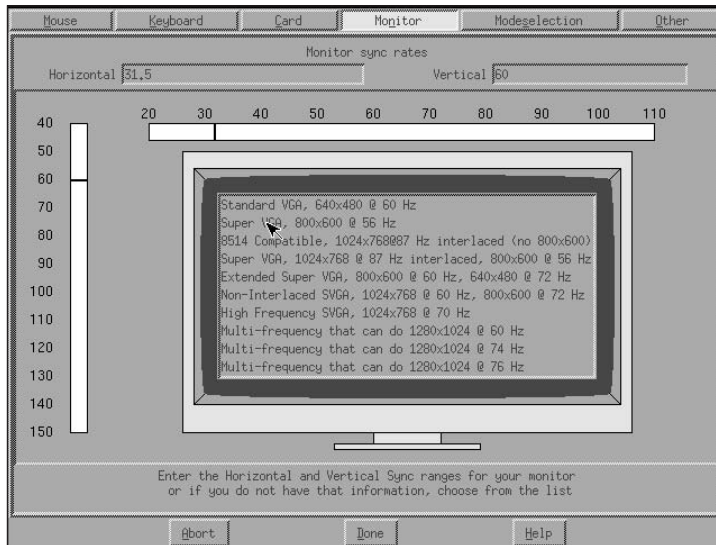 Mouse Keyboard Card Monitor Modeselection Other
Monitor sync rates
Horizontal 31.5 Vertical 60
20 30 40 50 60 70 80 90 100 110
40
50
60
70
80
90
100
110
120
130
140
150
Standard VGA, 640x480 @ 60 Hz
Super VGA, 800x600 @ 56 Hz
8514 Compatible, 1024x768@87 Hz interlaced (no 800x600)
Super VGA, 1024x768 @ 87 Hz interlaced, 800x600 @ 56 Hz
Extended Super VGA, 800x600 @ 60 Hz, 640x480 @ 72 Hz
Non-Interlaced SVGA, 1024x768 @ 60 Hz, 800x600 @ 72 Hz
High Frequency SVGA, 1024x768 @ 70 Hz
Multi-frequency that can do 1280x1024 @ 60 Hz
Multi-frequency that can do 1280x1024 @ 74 Hz
Multi-frequency that can do 1280x1024 @ 76 Hz
Enter the Horizontal and Vertical Sync ranges for your monitor
or if you do not have that information, choose from the list
Abort Done Help